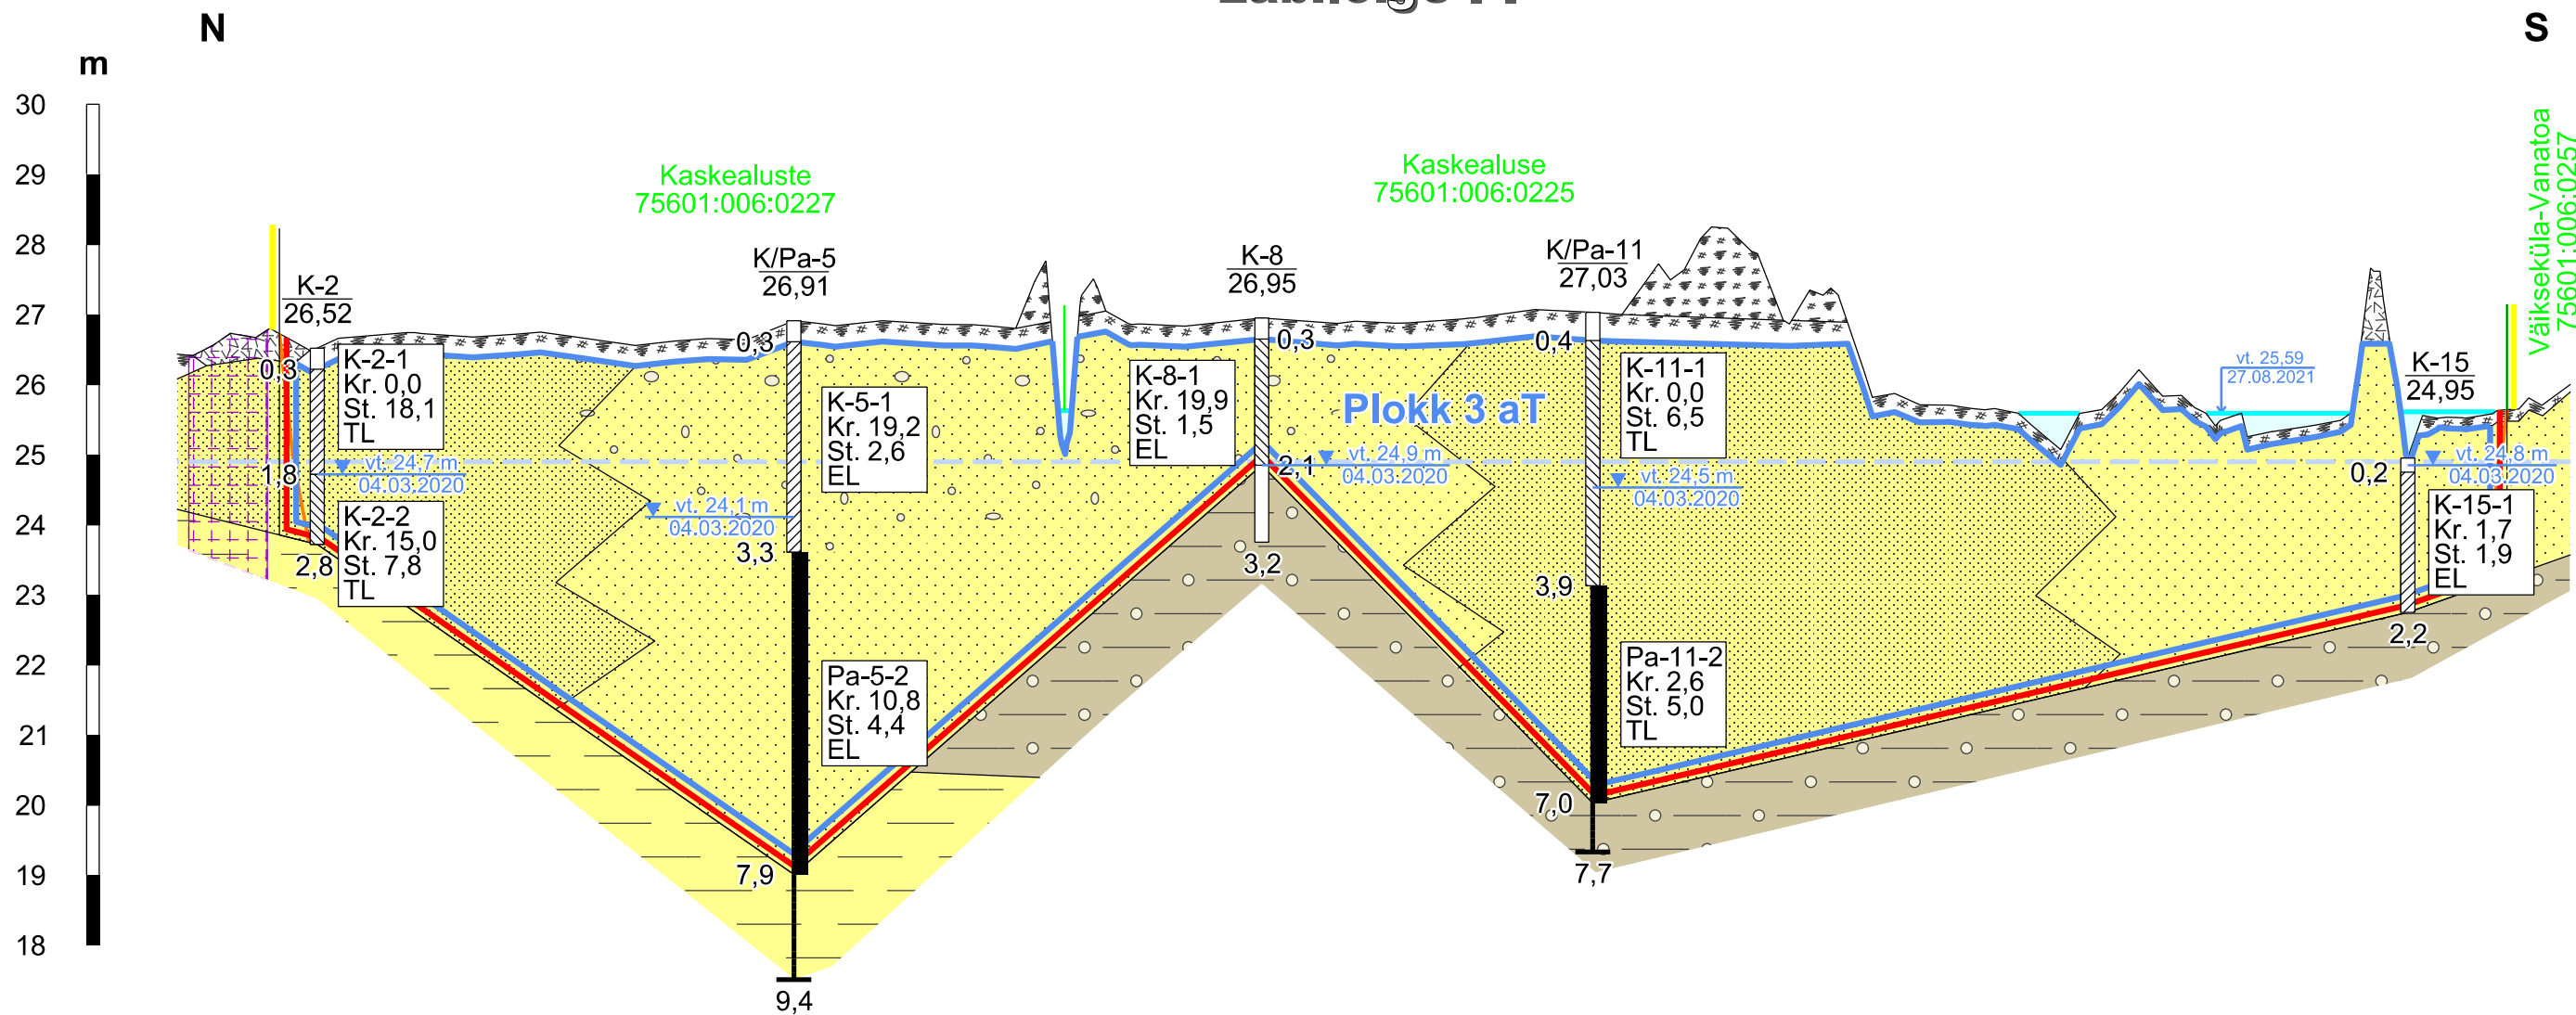 N
S
m
30
29
28
27
26
25
24
23
22
21
20
19
18
Kaskealuste
75601:006:0227
Kaskealuse
75601:006:0225
Väikseküla-Vanatoa
75601:006:0257
K-2
26,52
0,3
1,8
2,8
K-2-1
Kr. 0,0
St. 18,1
TL
vt. 24,7 m
04.03.2020
K-2-2
Kr. 15,0
St. 7,8
TL
K/Pa-5
26,91
0,3
3,3
7,9
9,4
K-5-1
Kr. 19,2
St. 2,6
EL
vt. 24,1 m
04.03.2020
Pa-5-2
Kr. 10,8
St. 4,4
EL
K-8
26,95
0,3
2,1
3,2
K-8-1
Kr. 19,9
St. 1,5
EL
vt. 24,9 m
04.03.2020
Plokk 3 aT
K/Pa-11
27,03
0,4
3,9
7,0
7,7
K-11-1
Kr. 0,0
St. 6,5
TL
vt. 24,5 m
04.03.2020
Pa-11-2
Kr. 2,6
St. 5,0
TL
vt. 25,59
27.08.2021
K-15
24,95
0,2
2,2
vt. 24,8 m
04.03.2020
K-15-1
Kr. 1,7
St. 1,9
EL